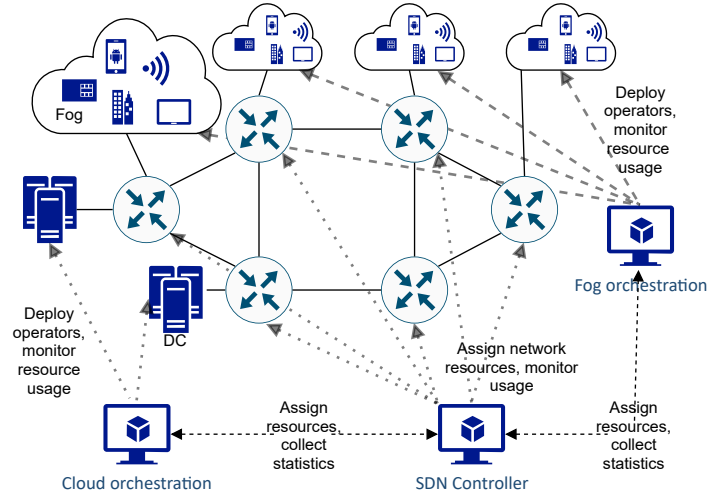 Fog
Deploy
operators,
monitor
resource
usage
Fog orchestration
DC
Deploy
operators,
monitor
resource
usage
Assign network
resources, monitor
usage
Assign
resources,
collect
statistics
Assign
resources,
collect
statistics
Cloud orchestration
SDN Controller